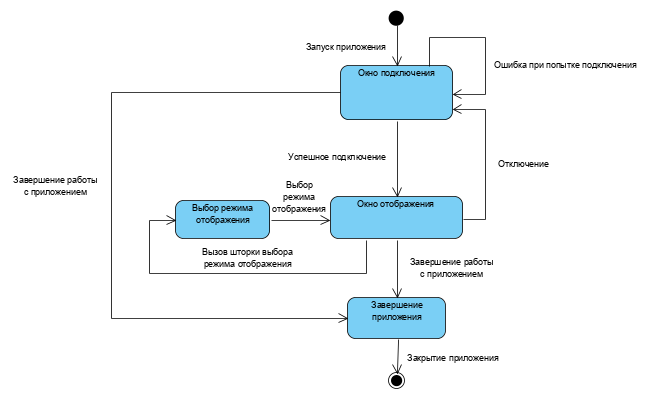 Запуск приложения
Окно подключения
Ошибка при попытке подключения
Успешное подключение
Отключение
Завершение работы
с приложением
Выбор
режима
отображения
Выбор режима
отображения
Окно отображения
Вызов шторки выбора
режима отображения
Завершение работы
с приложением
Завершение
приложения
Закрытие приложения